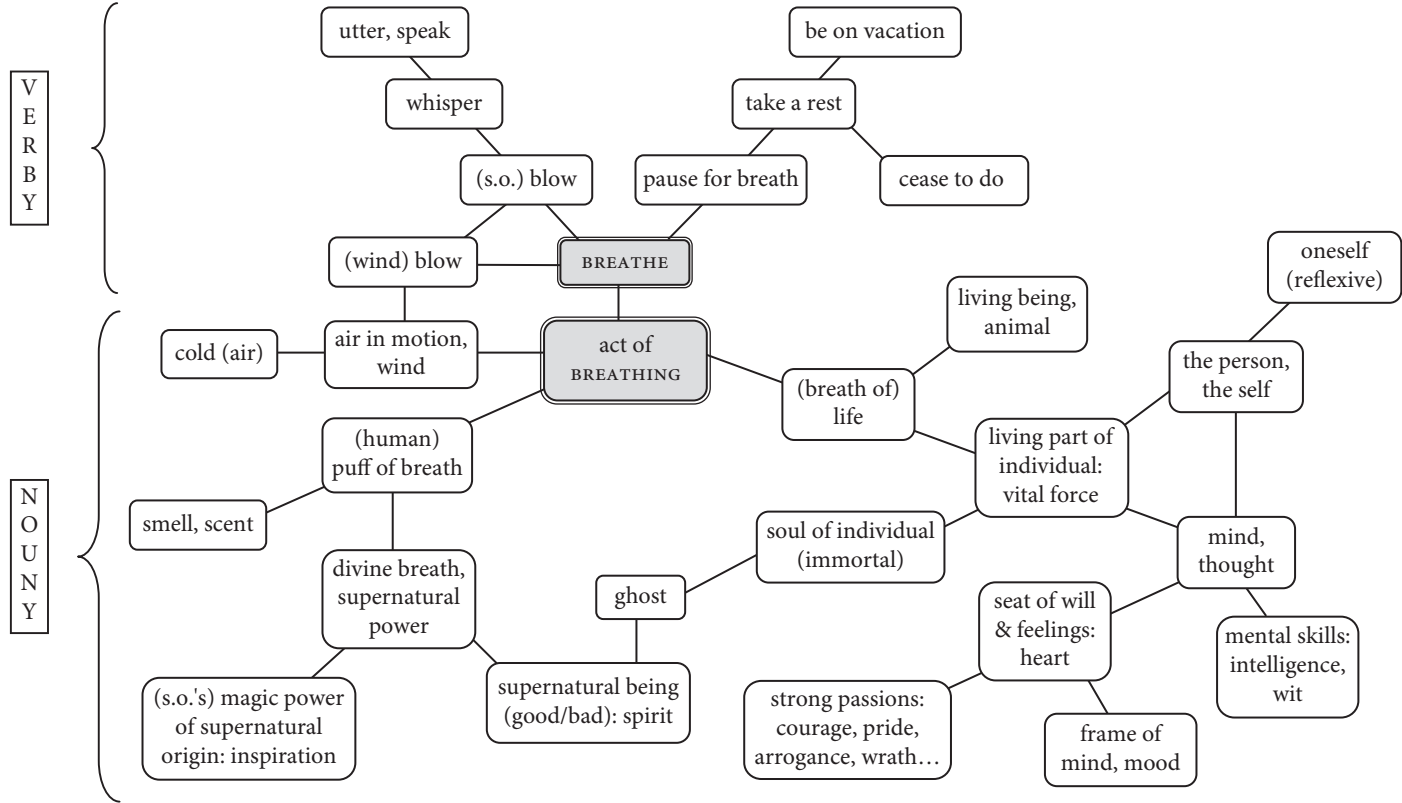 VERBY
utter, speak
be on vacation
whisper
take a rest
(s.o.) blow
pause for breath
cease to do
(wind) blow
BREATHE
NOUNY
cold (air)
air in motion,
wind
act of
BREATHING
living being,
animal
oneself
(reflexive)
(breath of)
life
the person,
the self
(human)
puff of breath
living part of
individual:
vital force
smell, scent
soul of individual
(immortal)
mind,
thought
divine breath,
supernatural
power
ghost
seat of will
& feelings:
heart
mental skills:
intelligence,
wit
(s.o.'s) magic power
of supernatural
origin: inspiration
supernatural being
(good/bad): spirit
strong passions:
courage, pride,
arrogance, wrath…
frame of
mind, mood